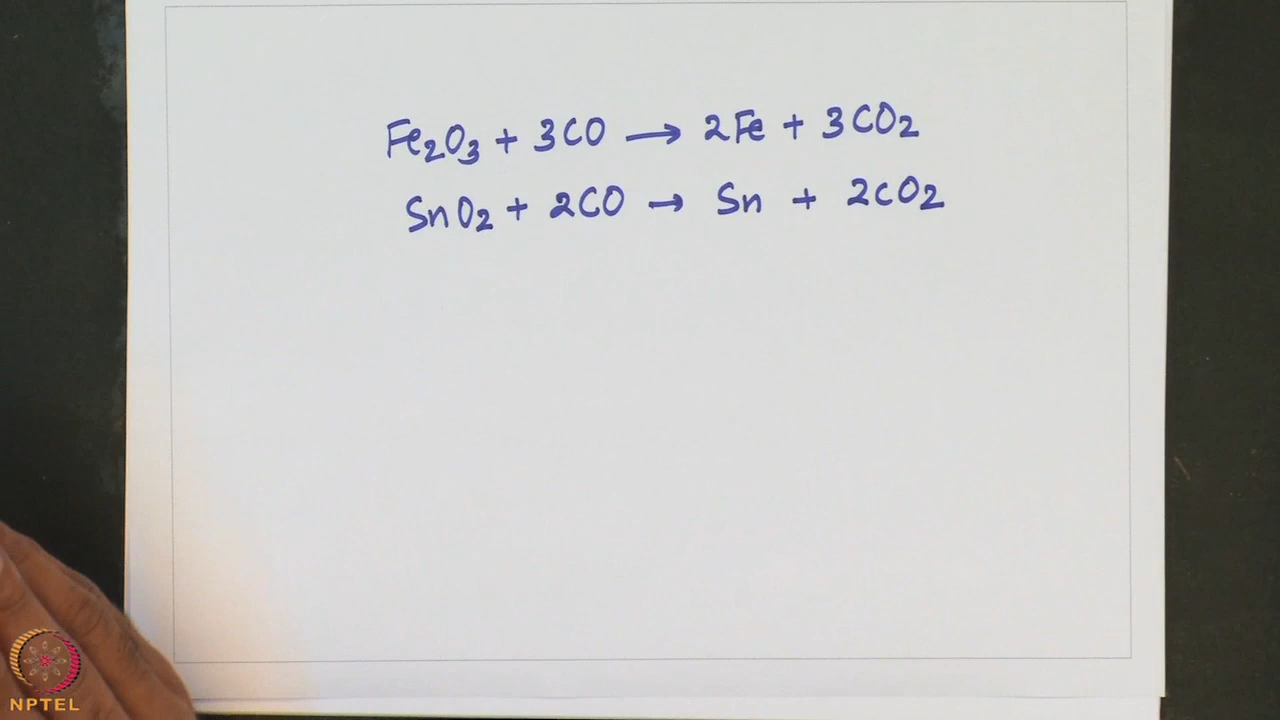 Fe₂O₃ + 3CO → 2Fe + 3CO₂
SnO₂ + 2CO → Sn + 2CO₂
NPTEL